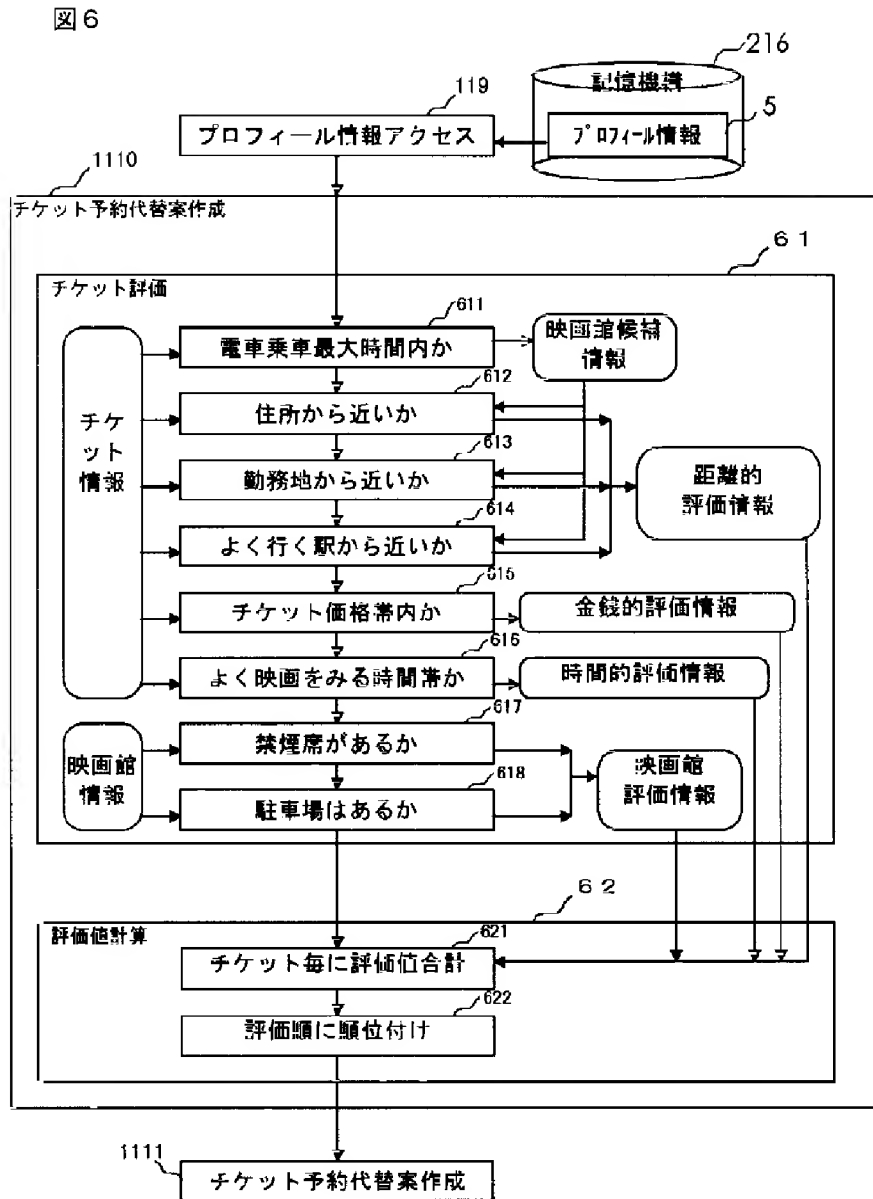 図6
216
記憶機構
119
5
プロフィール情報アクセス
プロフィール情報
1110
チケット予約代替案作成
61
チケット評価
611
電車乗車最大時間内か
映画館候補
情報
612
住所から近いか
チケ
ット
情報
613
勤務地から近いか
距離的
評価情報
614
よく行く駅から近いか
615
チケット価格帯内か
金銭的評価情報
616
よく映画をみる時間帯か
時間的評価情報
617
禁煙席があるか
映画館
情報
映画館
評価情報
618
駐車場はあるか
62
評価値計算
621
チケット毎に評価値合計
622
評価順に順位付け
1111
チケット予約代替案作成